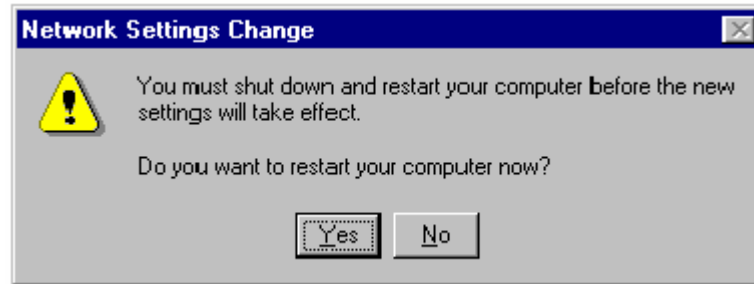 Network Settings Change
You must shut down and restart your computer before the new
settings will take effect.
Do you want to restart your computer now?
Yes
No